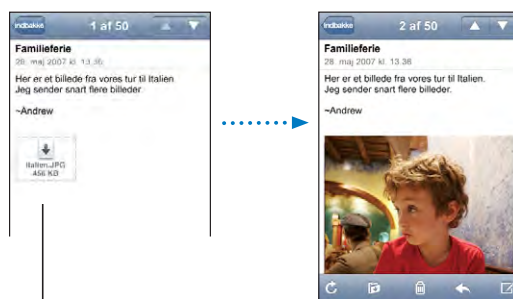 Indbakke
1 af 50
Familieferie
28. maj 2007 kl. 13.36
Her er et billede fra vores tur til Italien.
Jeg sender snart flere billeder.
~Andrew
Italien.JPG
456 KB
Indbakke
2 af 50
Familieferie
28. maj 2007 kl. 13.36
Her er et billede fra vores tur til Italien.
Jeg sender snart flere billeder.
~Andrew